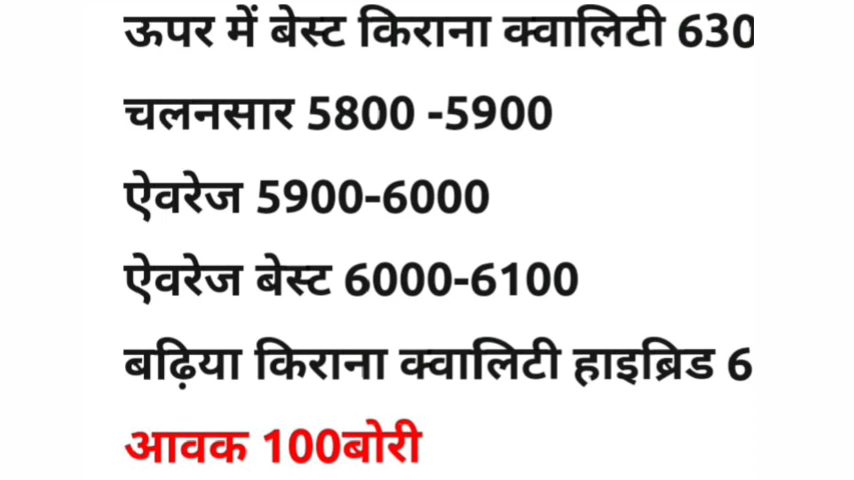 ऊपर में बेस्ट किराना क्वालिटी 630
चलनसार 5800 -5900
ऐवरेज 5900-6000
ऐवरेज बेस्ट 6000-6100
बढ़िया किराना क्वालिटी हाइब्रिड 6
आवक 100बोरी